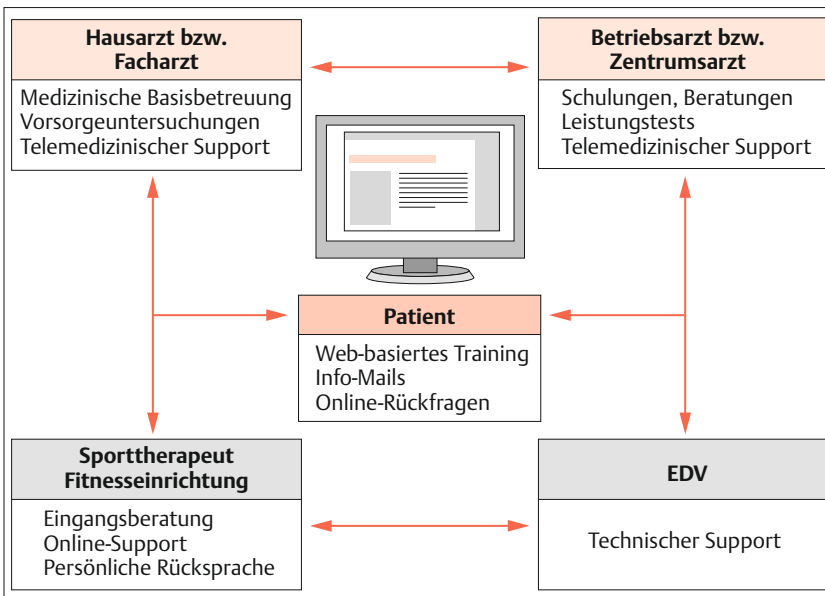 Hausarzt bzw.
Facharzt
Medizinische Basisbetreuung
Vorsorgeuntersuchungen
Telemedizinischer Support
Betriebsarzt bzw.
Zentrumsarzt
Schulungen, Beratungen
Leistungstests
Telemedizinischer Support
Patient
Web-basiertes Training
Info-Mails
Online-Rückfragen
Sporttherapeut
Fitnesseinrichtung
Eingangsberatung
Online-Support
Persönliche Rücksprache
EDV
Technischer Support